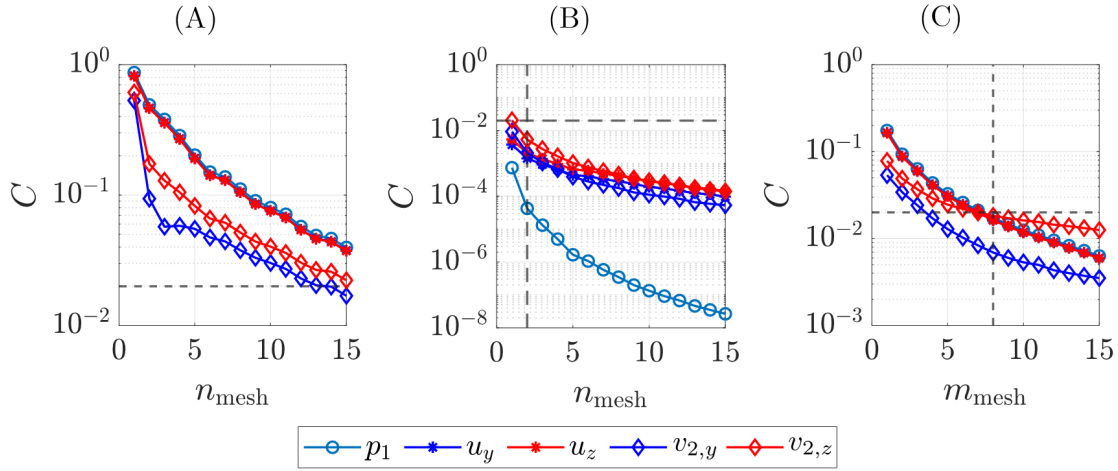 (A) (B) (C)
10^0 10^0 10^0
10^-2
10^-1 10^-1
C C C
10^-4
10^-2
10^-6
10^-2 10^-8 10^-3
0 5 10 15 0 5 10 15 0 5 10 15
n_mesh n_mesh m_mesh
p_1 u_y u_z v_2,y v_2,z